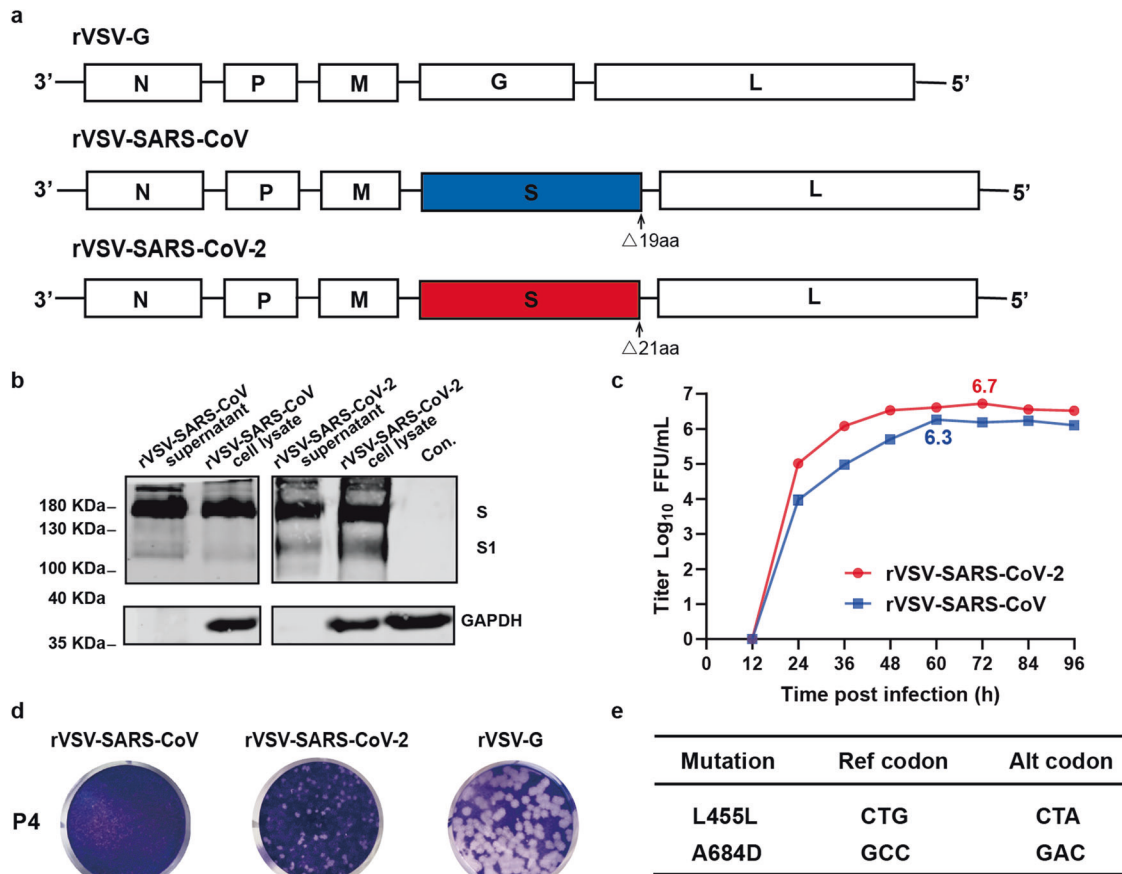 a
rVSV-G
3’ N P M G L 5’
rVSV-SARS-CoV
3’ N P M S L 5’
△19aa
rVSV-SARS-CoV-2
3’ N P M S L 5’
△21aa
b
rVSV-SARS-CoV supernatant
rVSV-SARS-CoV cell lysate
rVSV-SARS-CoV-2 supernatant
rVSV-SARS-CoV-2 cell lysate
Con.
180 KDa
130 KDa
100 KDa
40 KDa
35 KDa
S
S1
GAPDH
c
Titer Log10 FFU/mL
7
6
5
4
3
2
1
0
6.7
6.3
rVSV-SARS-CoV-2
rVSV-SARS-CoV
0 12 24 36 48 60 72 84 96
Time post infection (h)
d
rVSV-SARS-CoV rVSV-SARS-CoV-2 rVSV-G
P4
e
Mutation Ref codon Alt codon
L455L CTG CTA
A684D GCC GAC